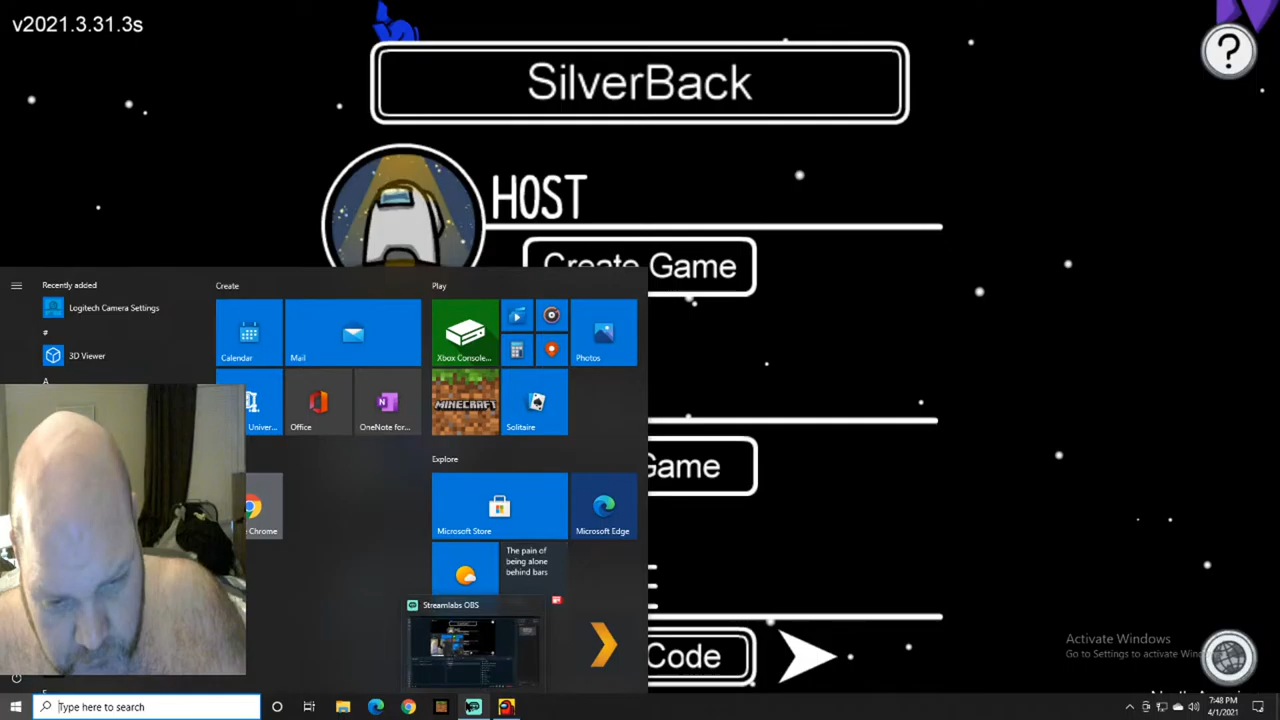 v2021.3.31.3s
SilverBack
?
HOST
Create Game
Recently added
Logitech Camera Settings
#
3D Viewer
A
Create
Calendar
Mail
Univer...
Office
OneNote for...
Chrome
Play
Xbox Console...
Photos
MINECRAFT
Solitaire
Explore
Microsoft Store
Microsoft Edge
The pain of
being alone
behind bars
Streamlabs OBS
Game
Code
Activate Windows
Go to Settings to activate Win
Type here to search
7:48 PM
4/1/2021